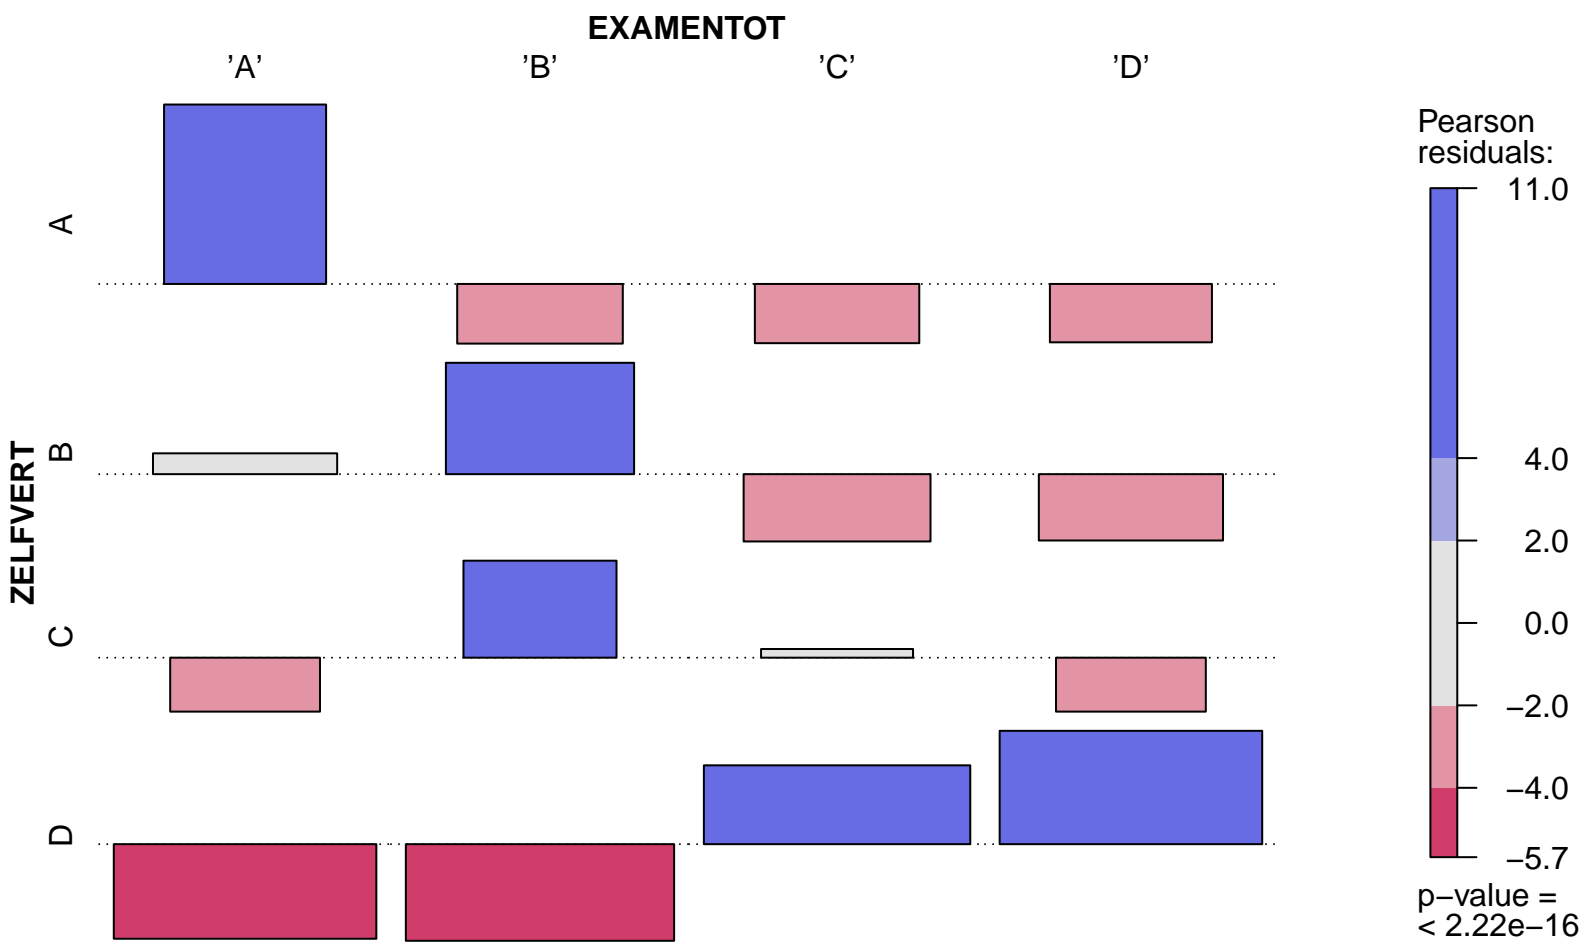 EXAMENTOT
’A’ ’B’ ’C’ ’D’
ZELFVERT
A
B
C
D
Pearson
residuals:
11.0
4.0
2.0
0.0
−2.0
−4.0
−5.7
p−value =
< 2.22e−16